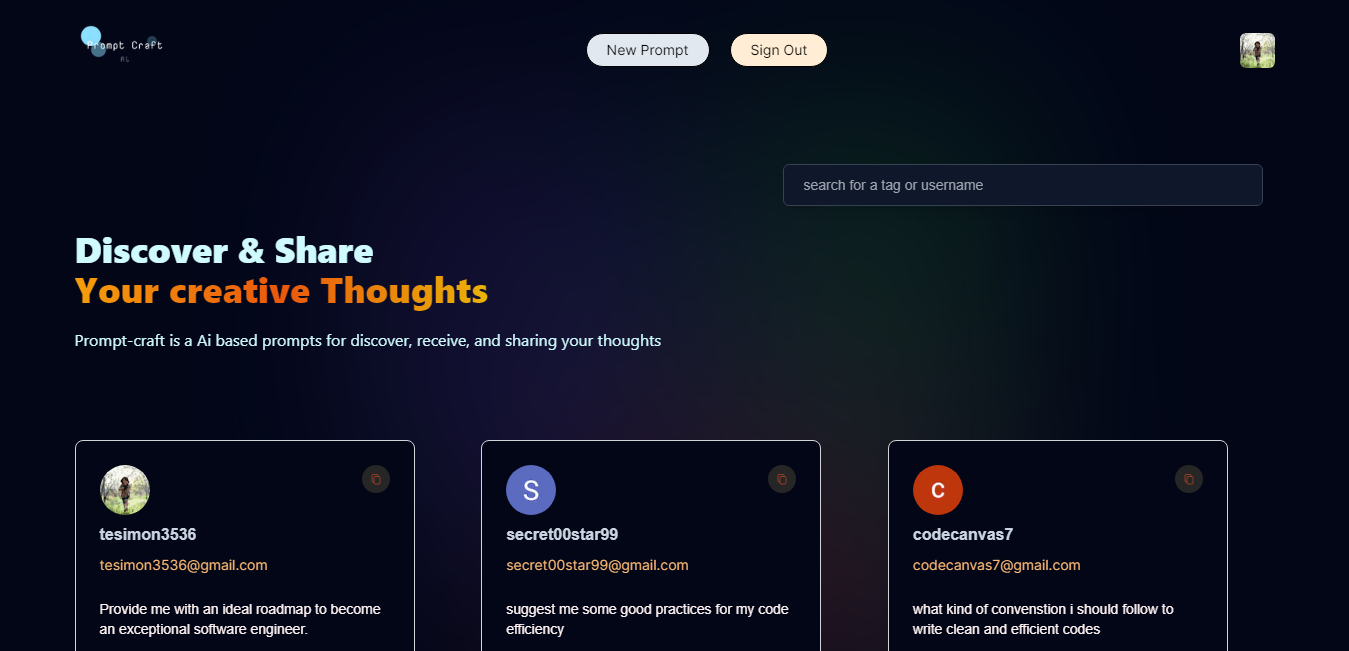 Prompt Craft
New Prompt
Sign Out
search for a tag or username
Discover & Share
Your creative Thoughts
Prompt-craft is a Ai based prompts for discover, receive, and sharing your thoughts
tesimon3536
tesimon3536@gmail.com
Provide me with an ideal roadmap to become
an exceptional software engineer.
S
secret00star99
secret00star99@gmail.com
suggest me some good practices for my code
efficiency
c
codecanvas7
codecanvas7@gmail.com
what kind of convenstion i should follow to
write clean and efficient codes